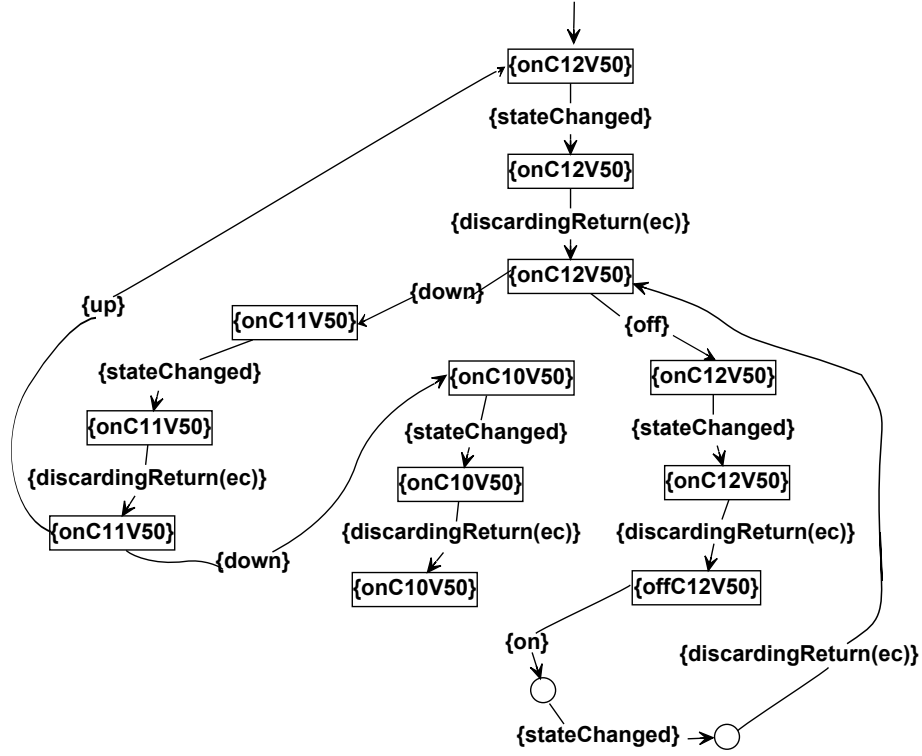 {onC12V50}
{stateChanged}
{onC12V50}
{discardingReturn(ec)}
{onC12V50}
{down}
{up}
{onC11V50}
{off}
{stateChanged}
{onC10V50}
{onC12V50}
{onC11V50}
{stateChanged}
{stateChanged}
{discardingReturn(ec)}
{onC10V50}
{onC12V50}
{onC11V50}
{discardingReturn(ec)}
{discardingReturn(ec)}
{down}
{onC10V50}
{offC12V50}
{on}
{discardingReturn(ec)}
{stateChanged}